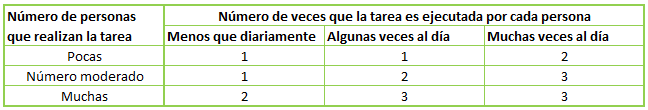 Número de personas que realizan la tarea
Número de veces que la tarea es ejecutada por cada persona
Menos que diariamente Algunas veces al día Muchas veces al día
Pocas 1 1 2
Número moderado 1 2 3
Muchas 2 3 3